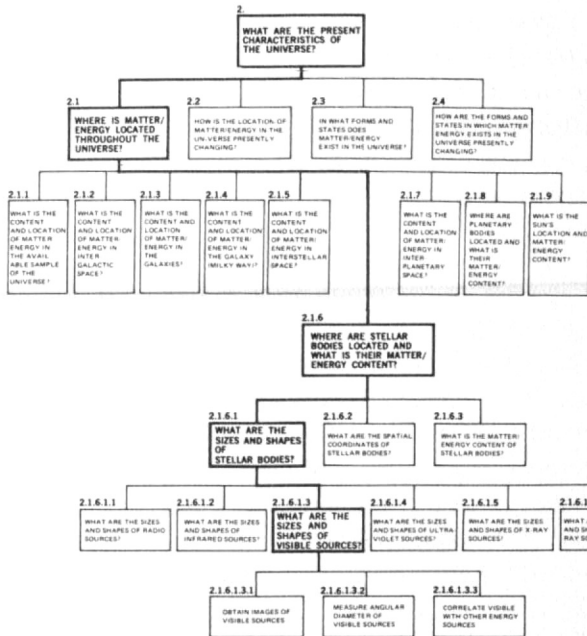 2.
WHAT ARE THE PRESENT
CHARACTERISTICS OF
THE UNIVERSE?
2.1
WHERE IS MATTER/
ENERGY LOCATED
THROUGHOUT THE
UNIVERSE?
2.2
HOW IS THE LOCATION OF
MATTER/ENERGY IN THE
UNIVERSE PRESENTLY
CHANGING?
2.3
IN WHAT FORMS AND
STATES DOES
MATTER/ENERGY
EXIST IN THE UNIVERSE?
2.4
HOW ARE THE FORMS AND
STATES IN WHICH MATTER
ENERGY EXISTS IN THE
UNIVERSE PRESENTLY
CHANGING?
2.1.1
WHAT IS THE
CONTENT
AND LOCATION
OF MATTER
ENERGY IN
THE AVAIL
ABLE SAMPLE
OF THE
UNIVERSE?
2.1.2
WHAT IS THE
CONTENT
AND LOCATION
OF MATTER/
ENERGY IN
INTER
GALACTIC
SPACE?
2.1.3
WHAT IS THE
CONTENT AND
LOCATION
OF MATTER/
ENERGY IN
THE
GALAXIES?
2.1.4
WHAT IS THE
CONTENT AND
LOCATION
OF MATTER/
ENERGY IN
THE GALAXY
(MILKY WAY)?
2.1.5
WHAT IS THE
CONTENT
AND LOCATION
OF MATTER/
ENERGY IN
INTERSTELLAR
SPACE?
2.1.7
WHAT IS THE
CONTENT
AND LOCATION
OF MATTER/
ENERGY IN
INTER
PLANETARY
SPACE?
2.1.8
WHERE ARE
PLANETARY
BODIES
LOCATED AND
WHAT IS
THEIR
MATTER/
ENERGY
CONTENT?
2.1.9
WHAT IS THE
SUN'S
LOCATION AND
MATTER/
ENERGY
CONTENT?
2.1.6
WHERE ARE STELLAR
BODIES LOCATED AND
WHAT IS THEIR MATTER/
ENERGY CONTENT?
2.1.6.1
WHAT ARE THE
SIZES AND SHAPES
OF
STELLAR BODIES?
2.1.6.2
WHAT ARE THE SPATIAL
COORDINATES OF
STELLAR BODIES?
2.1.6.3
WHAT IS THE MATTER/
ENERGY CONTENT OF
STELLAR BODIES?
2.1.6.1.1
WHAT ARE THE SIZES
AND SHAPES OF RADIO
SOURCES?
2.1.6.1.2
WHAT ARE THE SIZES
AND SHAPES OF
INFRARED SOURCES?
2.1.6.1.3
WHAT ARE THE
SIZES AND
SHAPES OF
VISIBLE SOURCES?
2.1.6.1.4
WHAT ARE THE SIZES
AND SHAPES OF ULTRA
VIOLET SOURCES?
2.1.6.1.5
WHAT ARE THE SIZES
AND SHAPES OF X RAY
SOURCES?
2.1.6.1
WHAT A
AND S
RAY S
2.1.6.1.3.1
OBTAIN IMAGES OF
VISIBLE SOURCES
2.1.6.1.3.2
MEASURE ANGULAR
DIAMETER OF
VISIBLE SOURCES
2.1.6.1.3.3
CORRELATE VISIBLE
WITH OTHER ENERGY
SOURCES